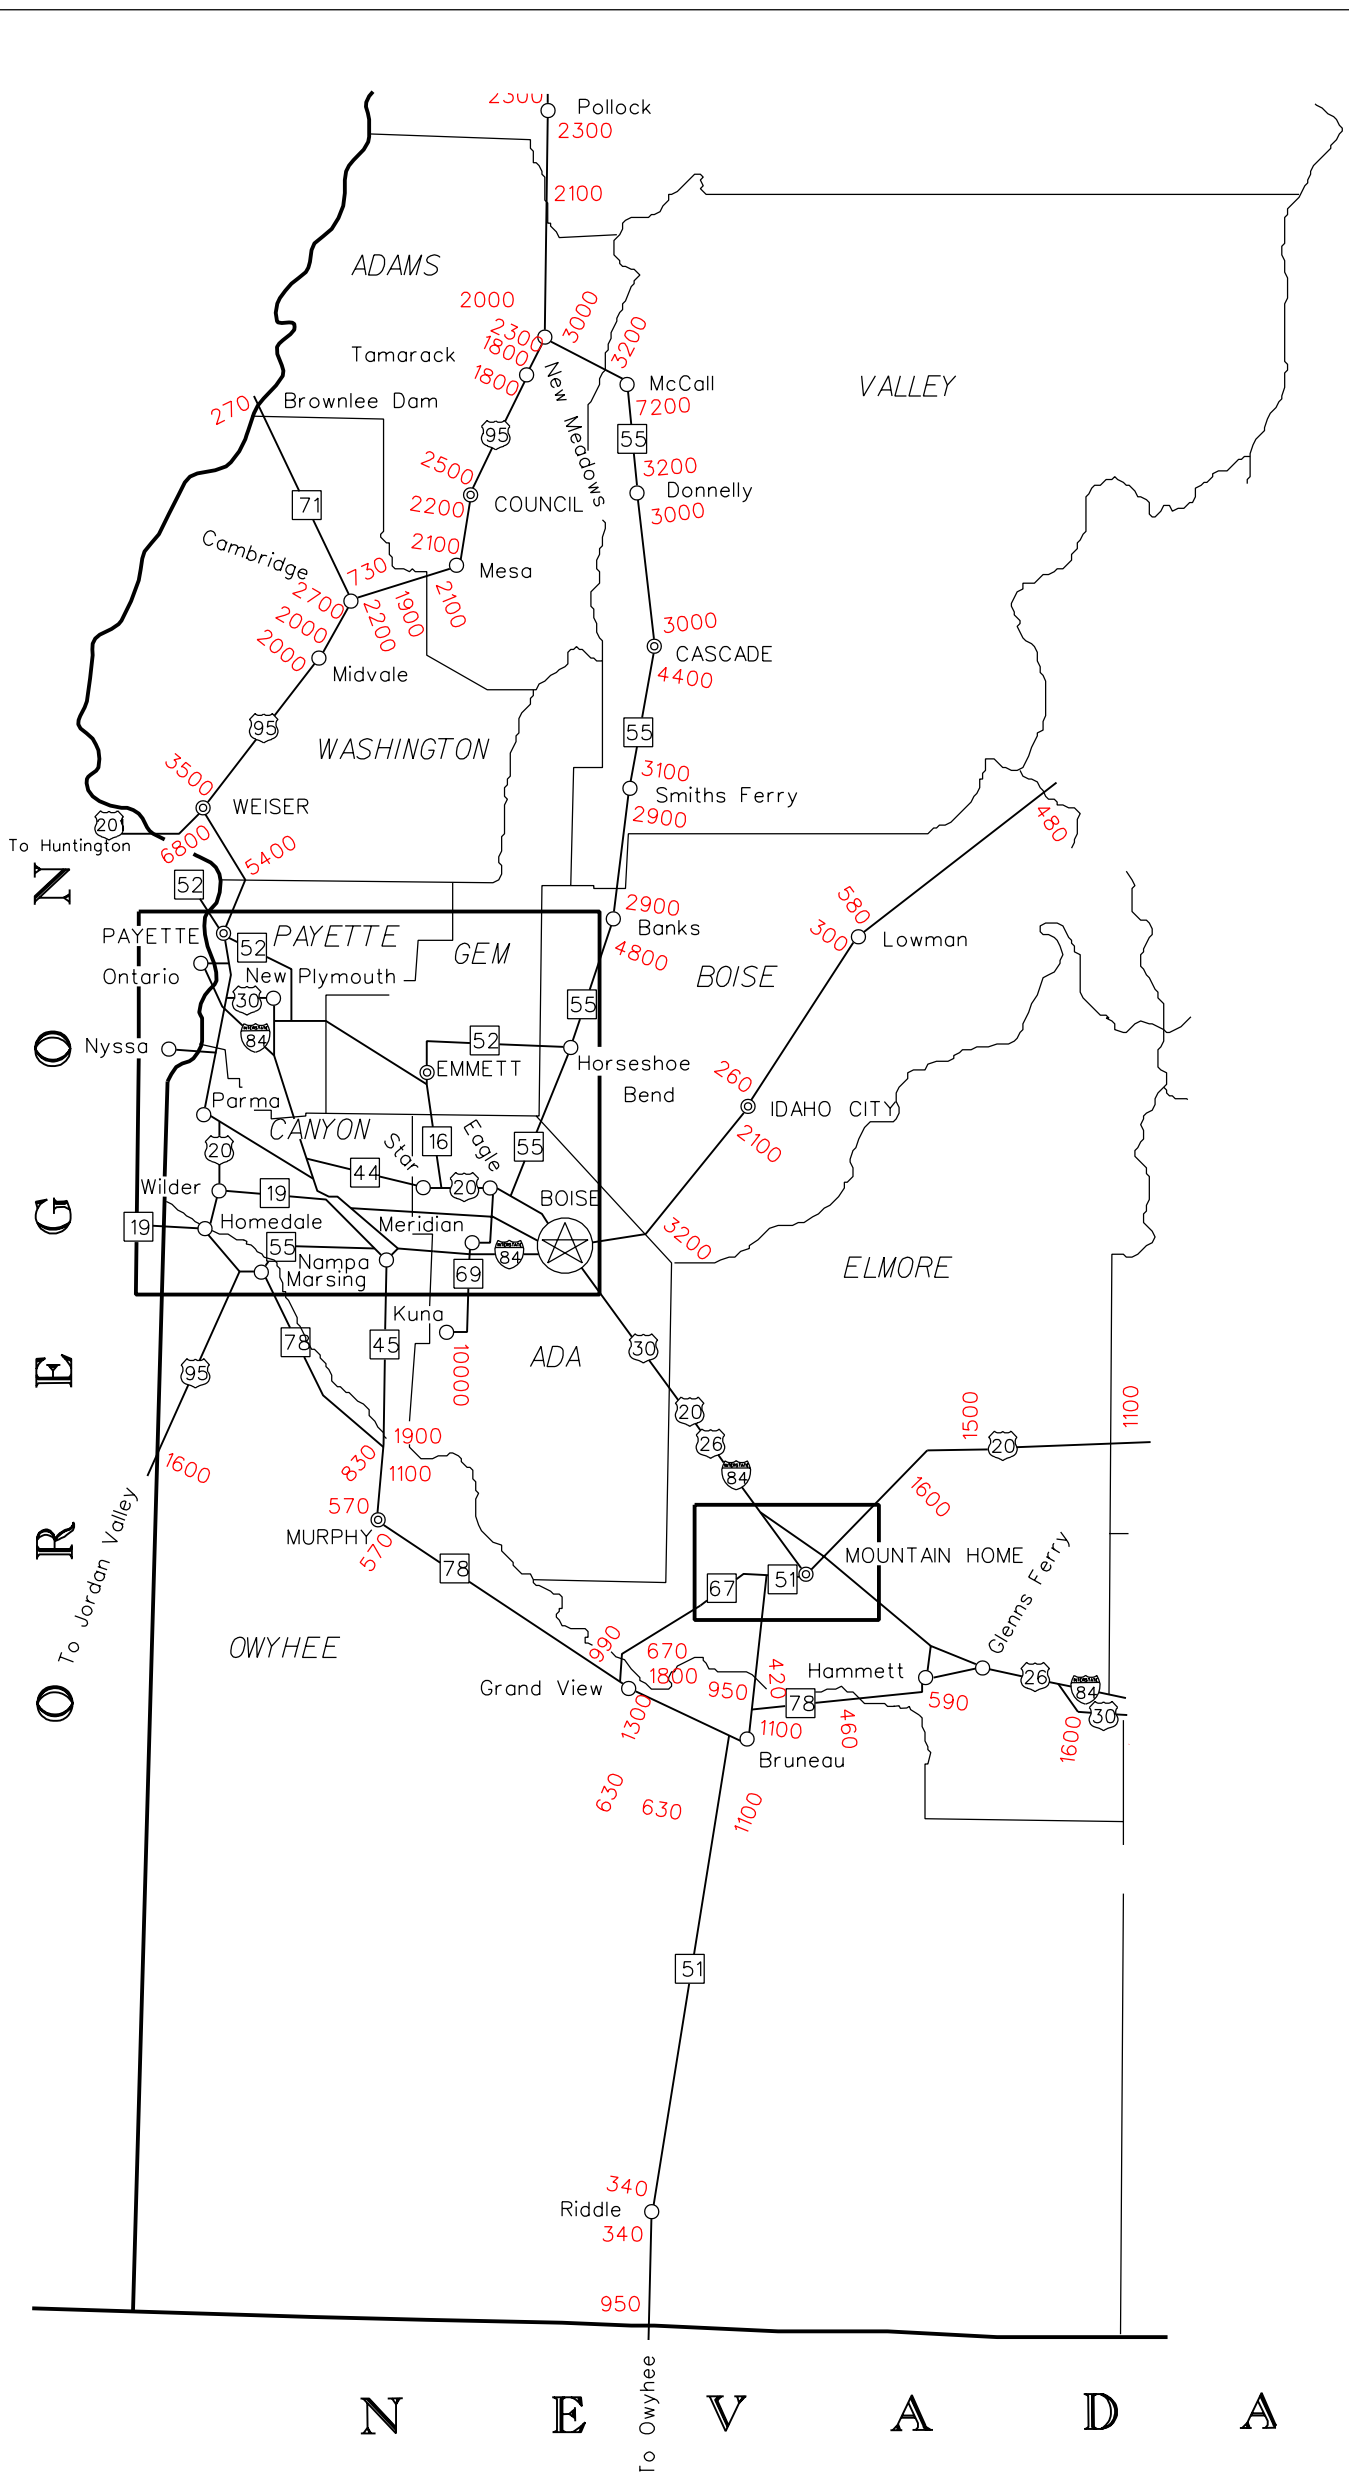 2300
Pollock
2300
2100
ADAMS
2000
3000
2300
3200
1800
Tamarack
1800
New Meadows
McCall
VALLEY
7200
270
Brownlee Dam
95
55
2500
3200
Donnelly
2200
COUNCIL
3000
71
Cambridge
2100
730
Mesa
2700
2200
1900
2100
2000
2000
3000
CASCADE
Midvale
4400
95
55
WASHINGTON
3500
3100
Smiths Ferry
WEISER
2900
20
480
To Huntington
6800
5400
52
580
2900
PAYETTE
PAYETTE
Banks
300
Lowman
52
GEM
4800
BOISE
Ontario
New Plymouth
30
55
INTERSTATE
84
52
Nyssa
Horseshoe
Bend
EMMETT
260
Parma
IDAHO CITY
CANYON
Star
16
Eagle
55
2100
20
44
Wilder
19
20
BOISE
19
Homedale
Meridian
3200
55
INTERSTATE
84
Nampa
69
ELMORE
Marsing
Kuna
78
45
30
ADA
95
10000
20
1500
1100
1900
26
20
1600
830
1100
INTERSTATE
84
1600
570
MURPHY
570
To Jordan Valley
MOUNTAIN HOME
78
67
51
Glenns Ferry
OWYHEE
990
670
1800
420
Hammett
26
Grand View
950
78
590
INTERSTATE
84
1300
1100
460
1600
30
Bruneau
630
630
1100
51
340
Riddle
340
950
To Owyhee
OREGON
NEVADA